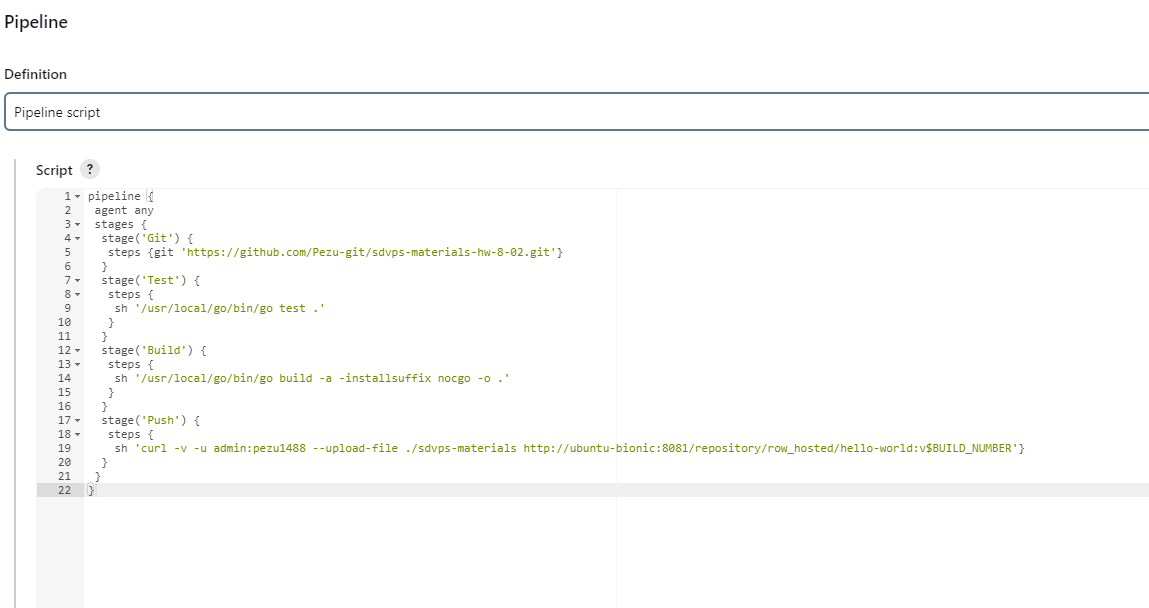 Pipeline
Definition
Pipeline script
Script ?
1 pipeline {
2 agent any
3 stages {
4 stage('Git') {
5 steps {git 'https://github.com/Pezu-git/sdvps-materials-hw-8-02.git'}
6 }
7 stage('Test') {
8 steps {
9 sh '/usr/local/go/bin/go test .'
10 }
11 }
12 stage('Build') {
13 steps {
14 sh '/usr/local/go/bin/go build -a -installsuffix nocgo -o .'
15 }
16 }
17 stage('Push') {
18 steps {
19 sh 'curl -v -u admin:pezu1488 --upload-file ./sdvps-materials http://ubuntu-bionic:8081/repository/row_hosted/hello-world:v$BUILD_NUMBER'}
20 }
21 }
22 }